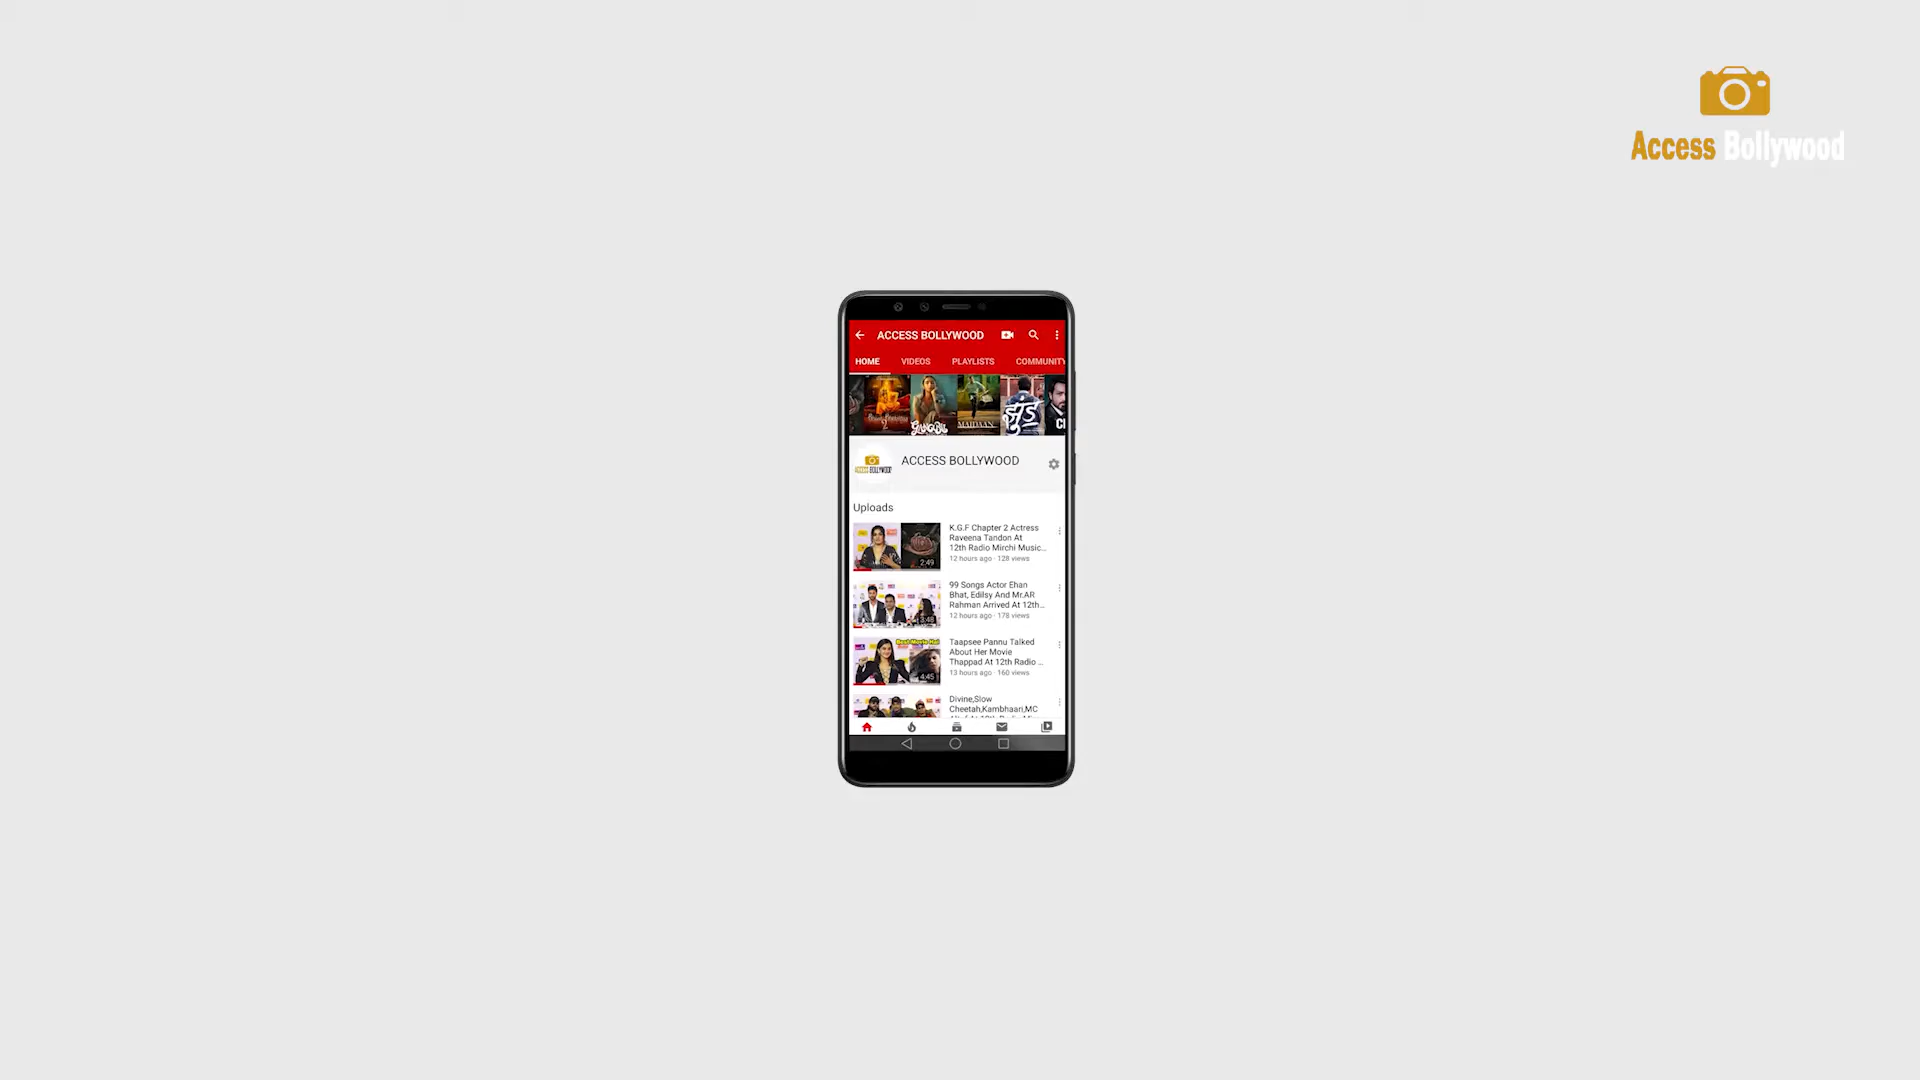 Access Bollywood
ACCESS BOLLYWOOD
HOME VIDEOS PLAYLISTS COMMUNITY
2
MAIDAAN
झुंड
ACCESS BOLLYWOOD
Uploads
K.G.F Chapter 2 Actress
Raveena Tandon At
12th Radio Mirchi Music...
12 hours ago · 128 views
2:49
99 Songs Actor Ehan
Bhat, Edilsy And Mr.AR
Rahman Arrived At 12th...
12 hours ago · 178 views
3:48
Taapsee Pannu Talked
About Her Movie
Thappad At 12th Radio ...
13 hours ago · 160 views
4:45
Divine,Slow
Cheetah,Kambhaari,MC